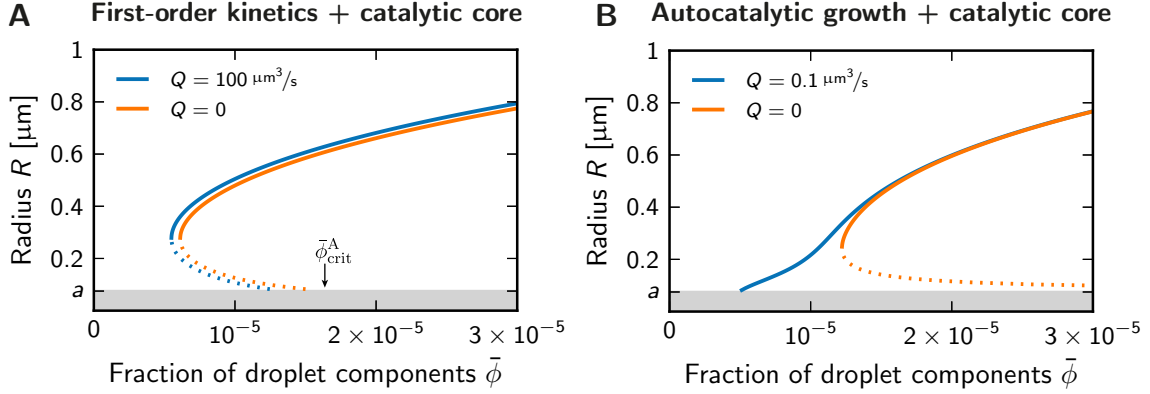 A First-order kinetics + catalytic core
Radius R [μm]
1
0.8
0.6
0.4
0.2
a
Q = 100 μm³/s
Q = 0
ϕ̄ᴬcrit
0 10⁻⁵ 2 × 10⁻⁵ 3 × 10⁻⁵
Fraction of droplet components ϕ̄
B Autocatalytic growth + catalytic core
Radius R [μm]
1
0.8
0.6
0.4
0.2
a
Q = 0.1 μm³/s
Q = 0
0 10⁻⁵ 2 × 10⁻⁵ 3 × 10⁻⁵
Fraction of droplet components ϕ̄